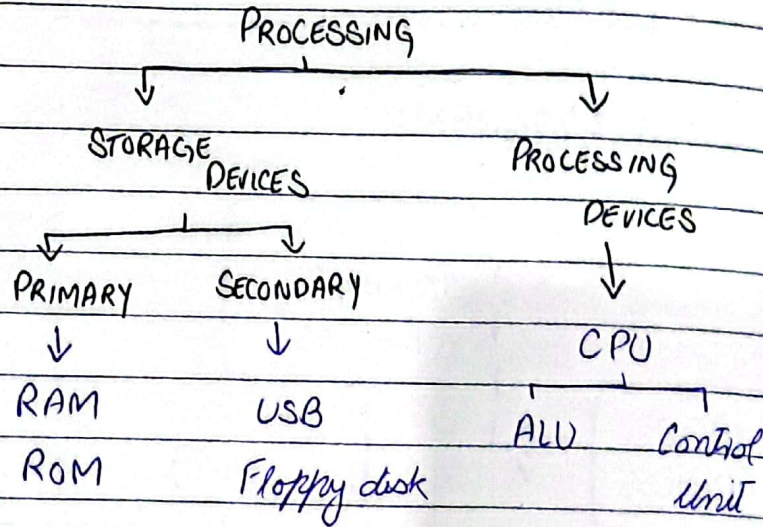 PROCESSING
STORAGE DEVICES
PROCESSING DEVICES
PRIMARY SECONDARY
CPU
RAM USB
ALU Control Unit
ROM Floppy disk